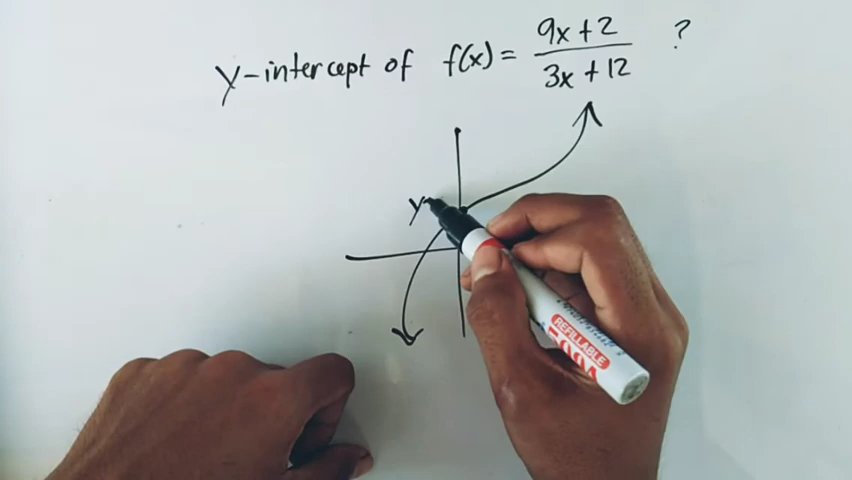 y-intercept of f(x) = (9x+2)/(3x+12) ?
y
REFILLABLE